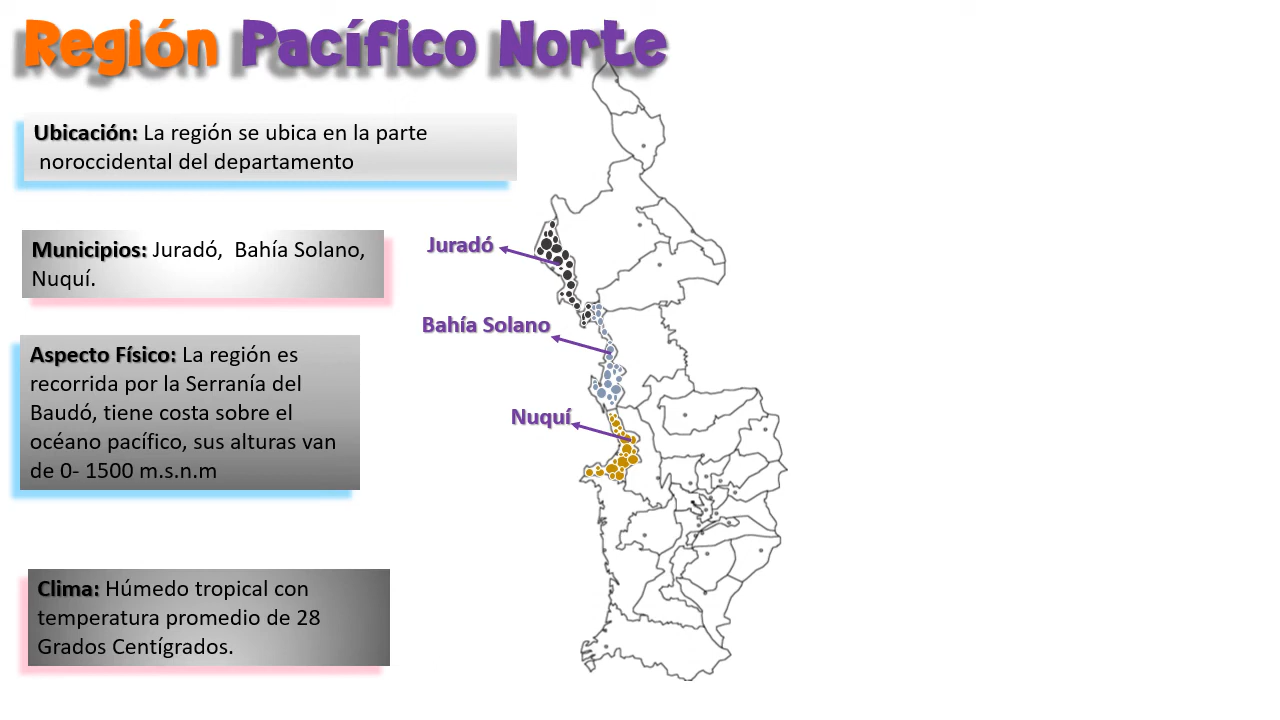 Región Pacífico Norte
Ubicación: La región se ubica en la parte
noroccidental del departamento
Municipios: Juradó, Bahía Solano,
Nuquí.
Aspecto Físico: La región es
recorrida por la Serranía del
Baudó, tiene costa sobre el
océano pacífico, sus alturas van
de 0- 1500 m.s.n.m
Clima: Húmedo tropical con
temperatura promedio de 28
Grados Centígrados.
Juradó
Bahía Solano
Nuquí